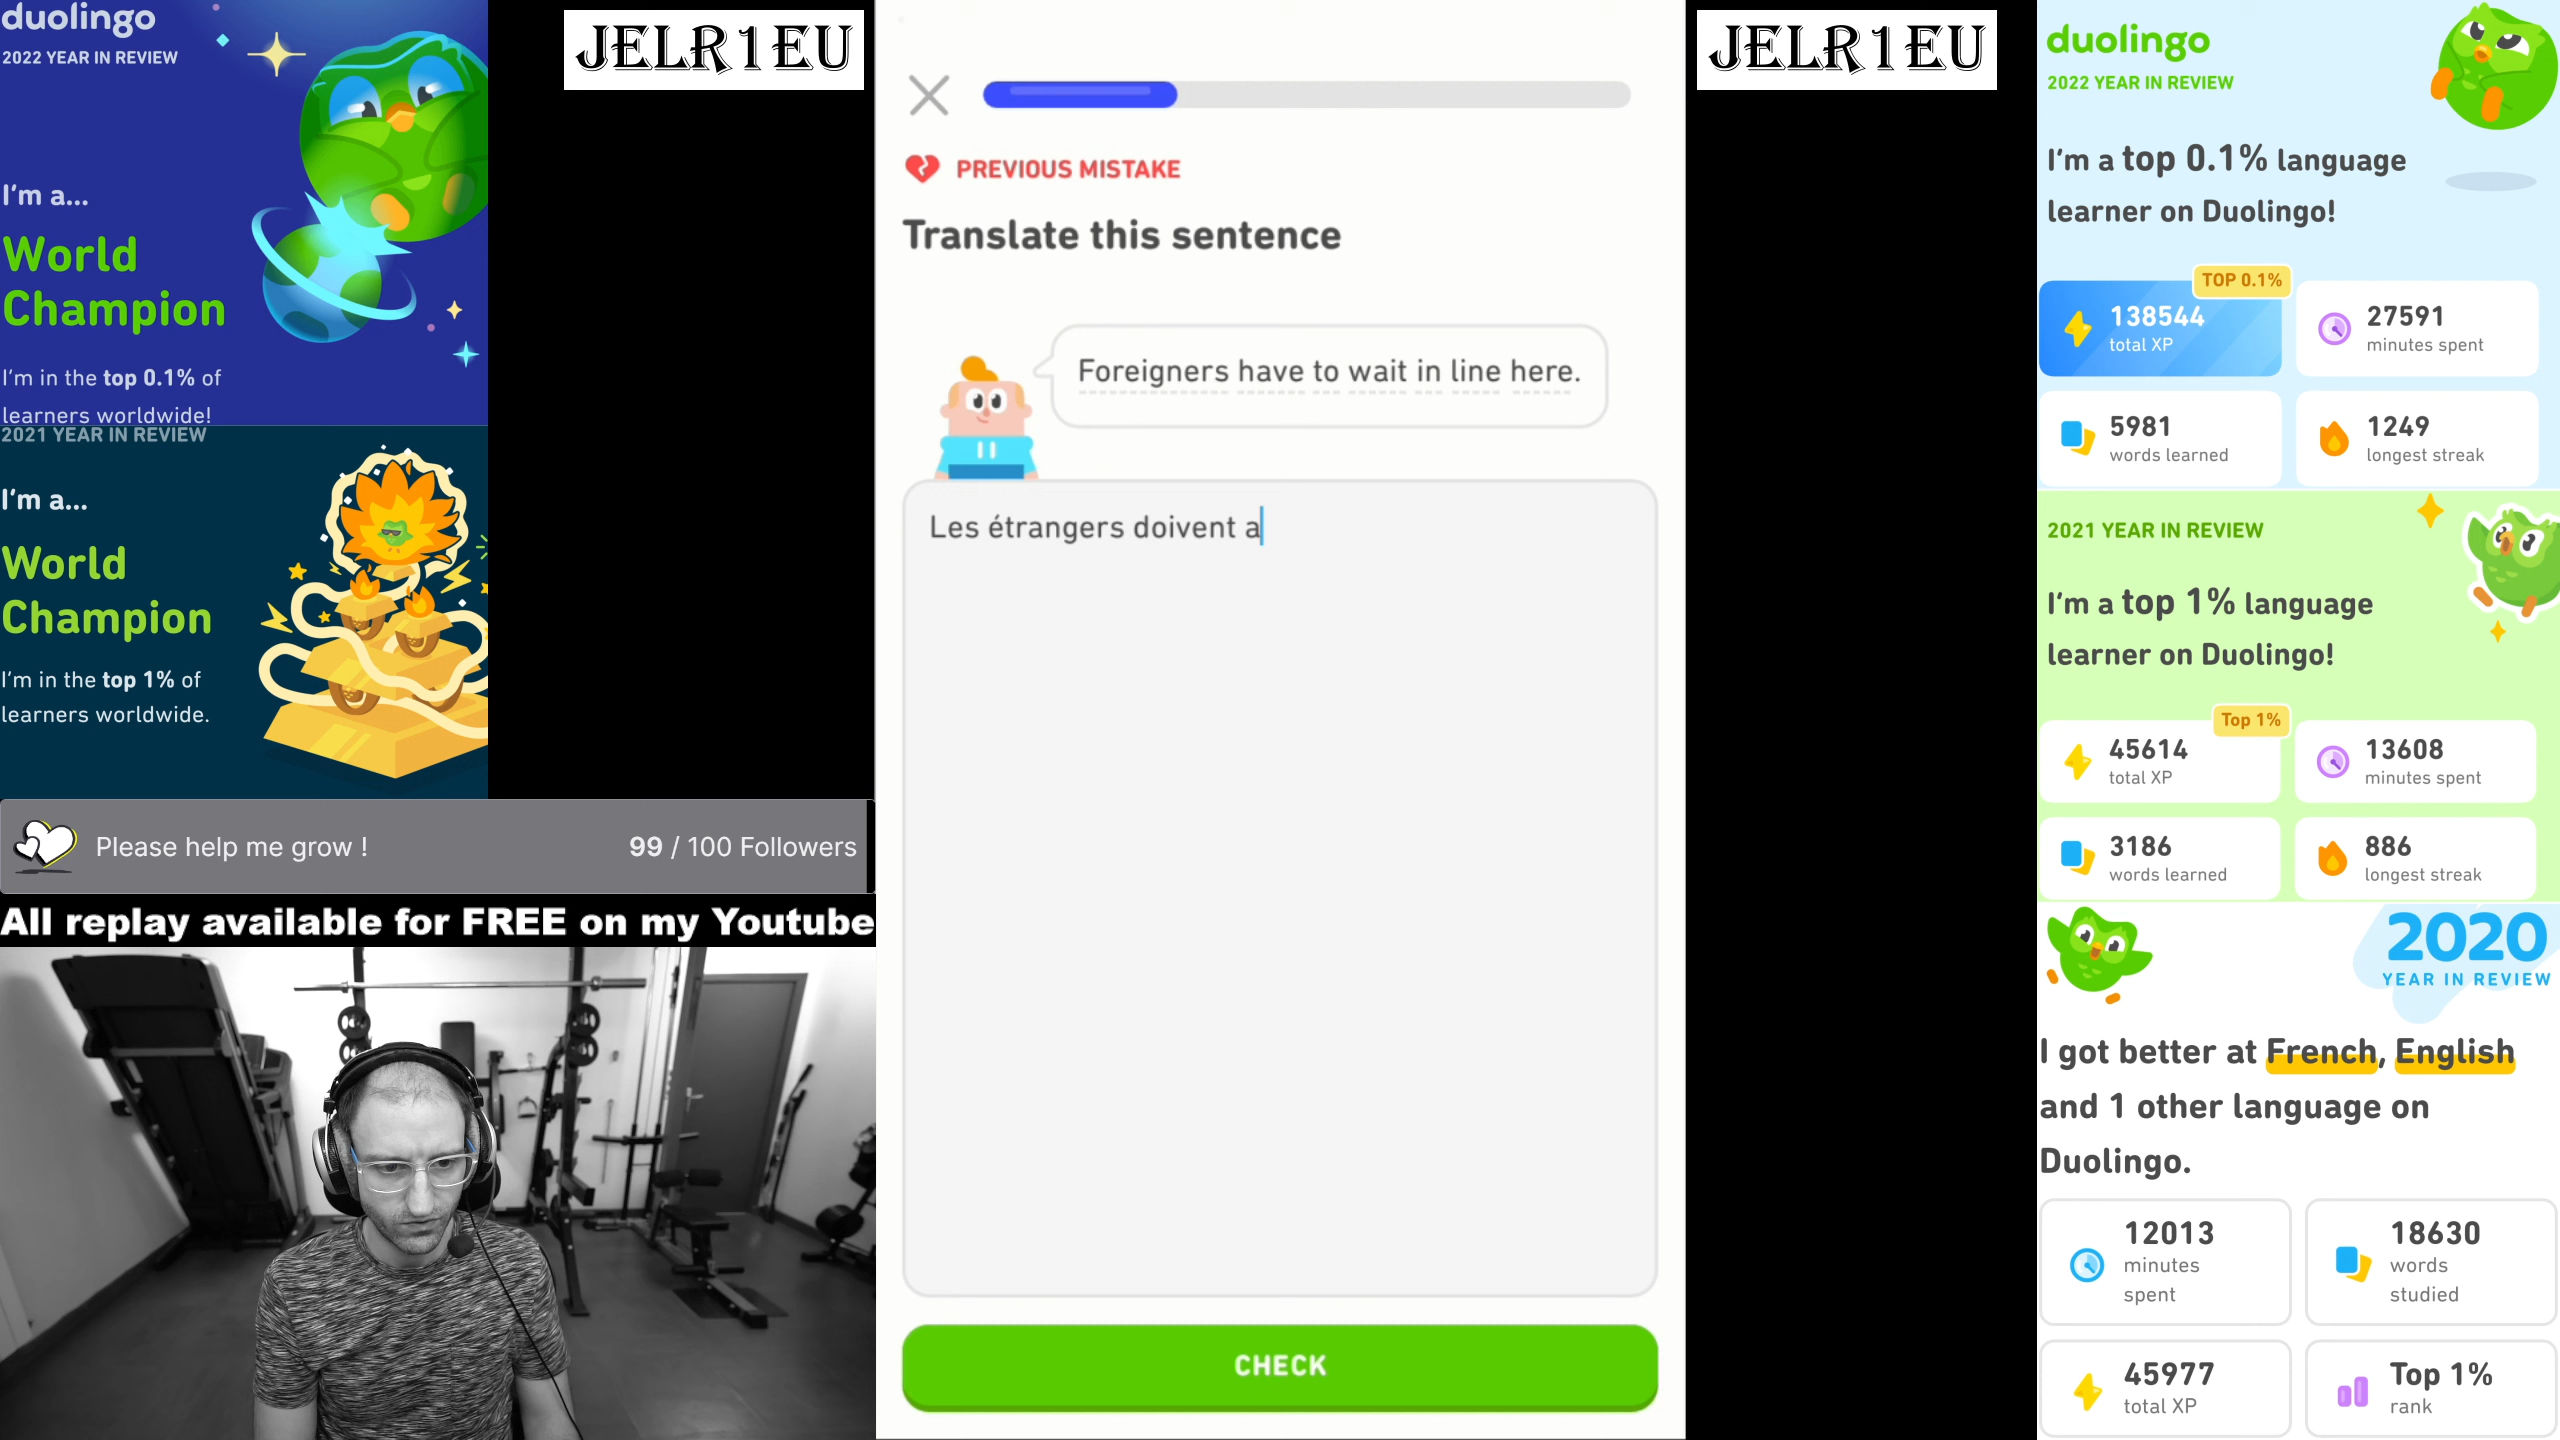 duolingo
2022 YEAR IN REVIEW
I'm a...
World
Champion
I'm in the top 0.1% of
learners worldwide!
2021 YEAR IN REVIEW
I'm a...
World
Champion
I'm in the top 1% of
learners worldwide.
Please help me grow !
99 / 100 Followers
All replay available for FREE on my Youtube
JELR1EU
PREVIOUS MISTAKE
Translate this sentence
Foreigners have to wait in line here.
Les étrangers doivent a
CHECK
JELR1EU
duolingo
2022 YEAR IN REVIEW
I'm a top 0.1% language
learner on Duolingo!
TOP 0.1%
138544
total XP
27591
minutes spent
5981
words learned
1249
longest streak
2021 YEAR IN REVIEW
I'm a top 1% language
learner on Duolingo!
Top 1%
45614
total XP
13608
minutes spent
3186
words learned
886
longest streak
2020
YEAR IN REVIEW
I got better at French, English
and 1 other language on
Duolingo.
12013
minutes
spent
18630
words
studied
45977
total XP
Top 1%
rank